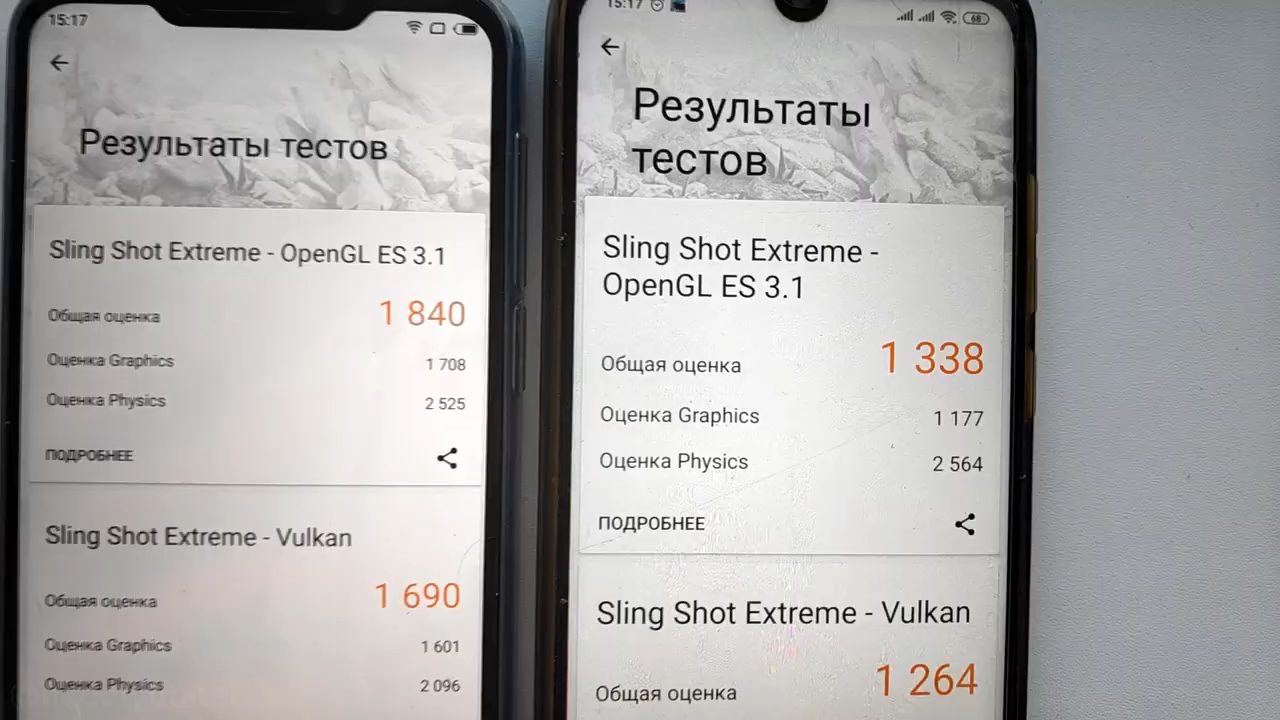 15:17
Результаты тестов
Sling Shot Extreme - OpenGL ES 3.1
Общая оценка 1 840
Оценка Graphics 1 708
Оценка Physics 2 525
ПОДРОБНЕЕ
Sling Shot Extreme - Vulkan
Общая оценка 1 690
Оценка Graphics 1 601
Оценка Physics 2 096
15:17
68
Результаты
тестов
Sling Shot Extreme -
OpenGL ES 3.1
Общая оценка 1 338
Оценка Graphics 1 177
Оценка Physics 2 564
ПОДРОБНЕЕ
Sling Shot Extreme - Vulkan
Общая оценка 1 264